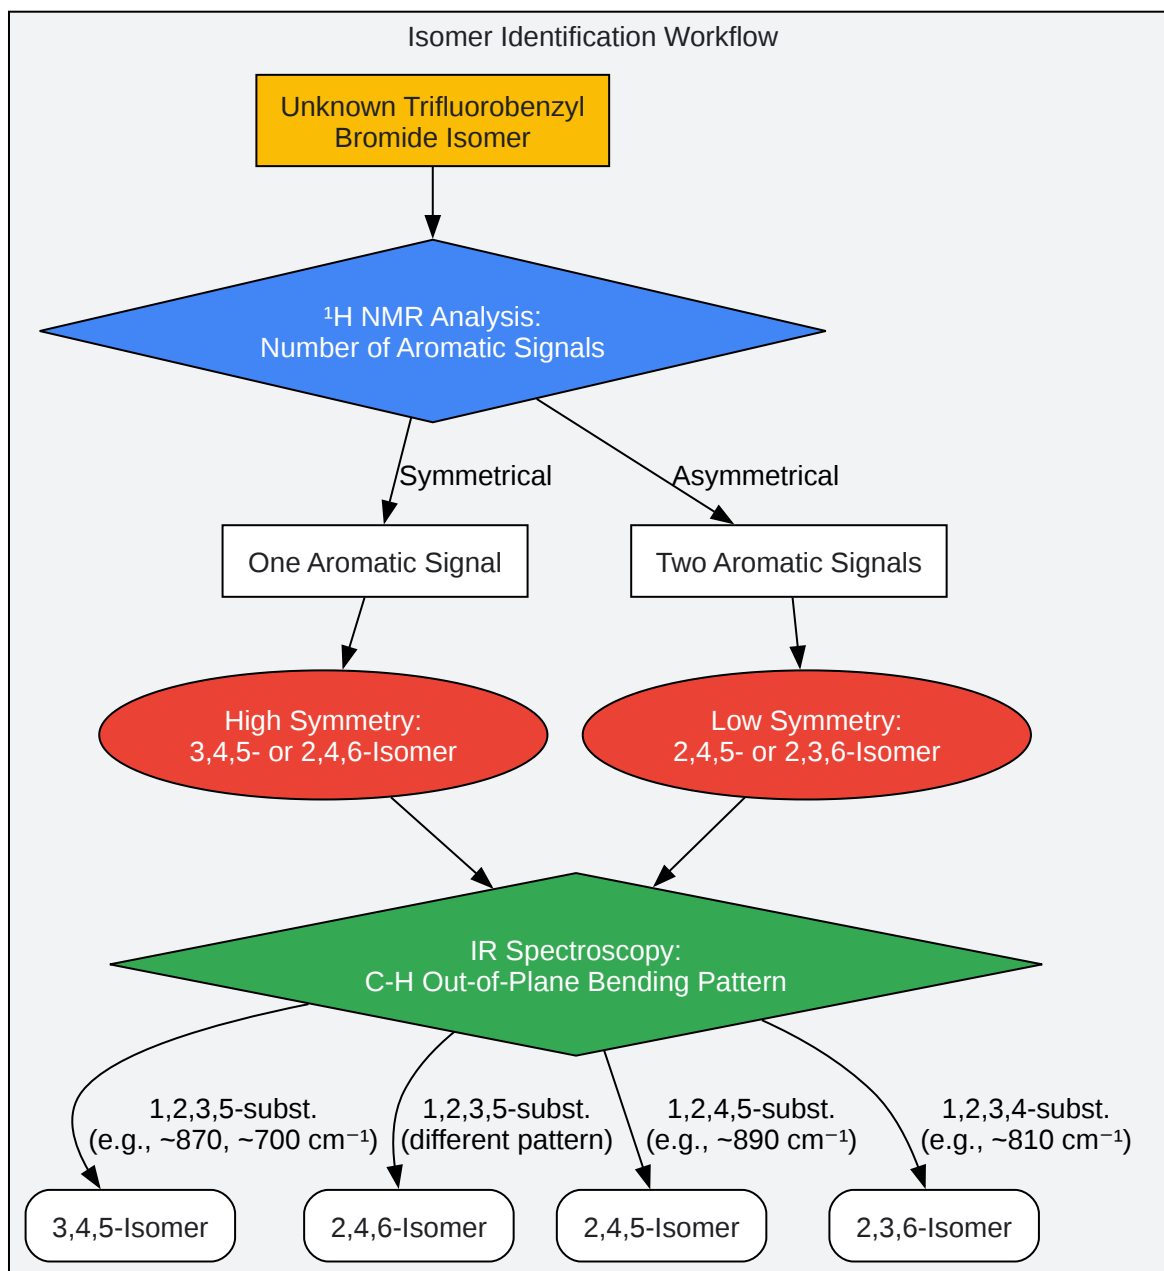 Isomer Identification Workflow
Unknown Trifluorobenzyl
Bromide Isomer
¹H NMR Analysis:
Number of Aromatic Signals
Symmetrical
Asymmetrical
One Aromatic Signal
Two Aromatic Signals
High Symmetry:
3,4,5- or 2,4,6-Isomer
Low Symmetry:
2,4,5- or 2,3,6-Isomer
IR Spectroscopy:
C-H Out-of-Plane Bending Pattern
1,2,3,5-subst.
(e.g., ~870, ~700 cm⁻¹)
1,2,3,5-subst.
(different pattern)
1,2,4,5-subst.
(e.g., ~890 cm⁻¹)
1,2,3,4-subst.
(e.g., ~810 cm⁻¹)
3,4,5-Isomer
2,4,6-Isomer
2,4,5-Isomer
2,3,6-Isomer